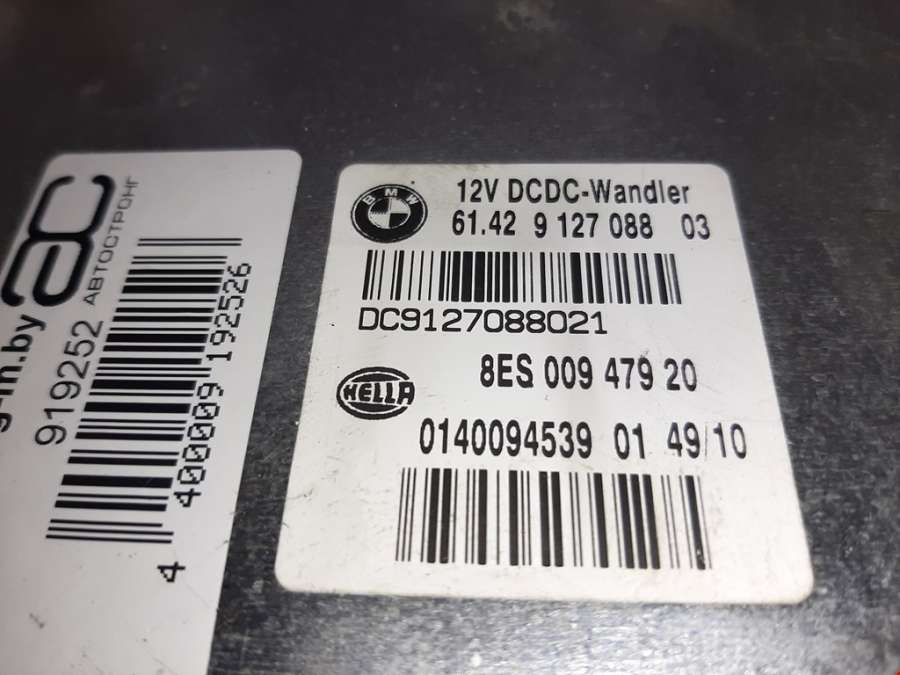 BMW
12V DCDC-Wandler
61.42 9 127 088 03
DC9127088021
HELLA
8ES 009 479 20
0140094539 01 49/10
ac
АВТОСТРОНГ
919252
4 400009 192526